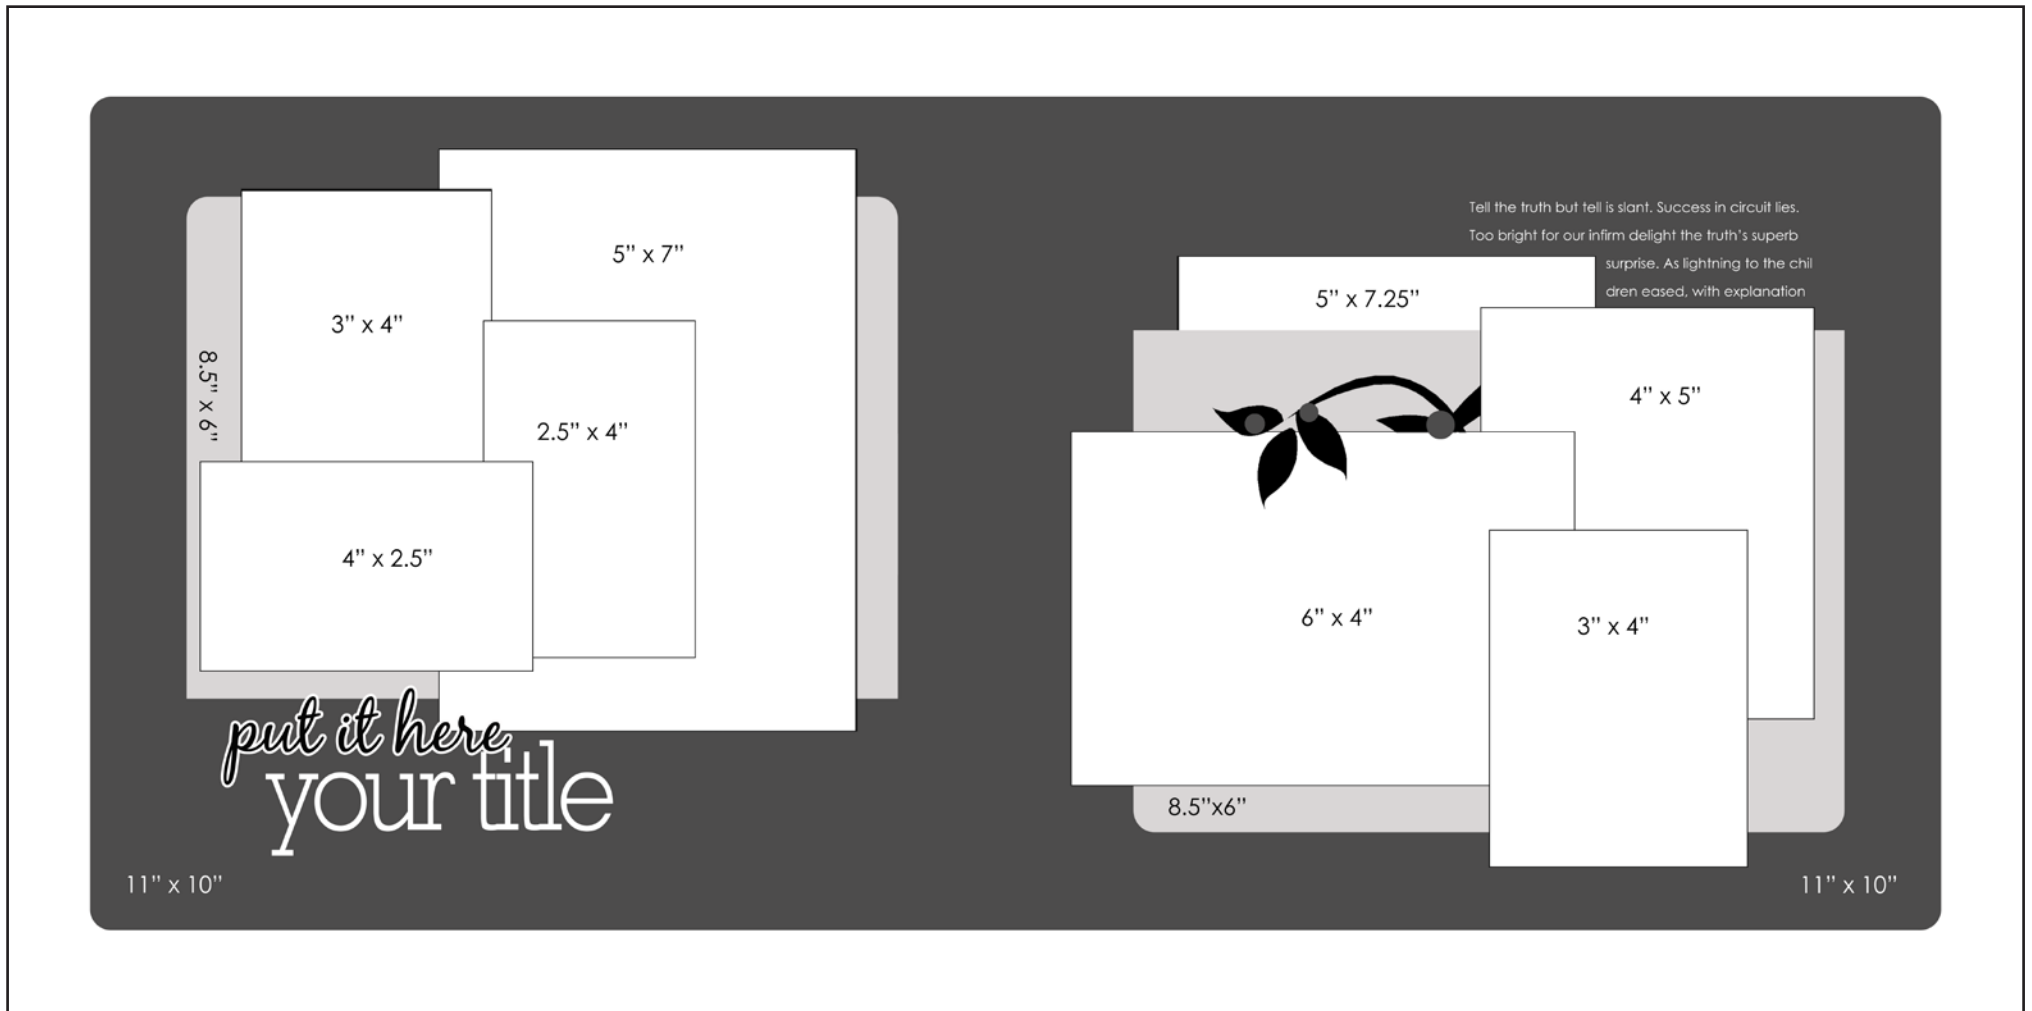 5” x 7”
3” x 4”
8.5” x 6”
2.5” x 4”
4” x 2.5”
put it here
your title
11” x 10”
Tell the truth but tell is slant. Success in circuit lies.
Too bright for our infirm delight the truth’s superb
surprise. As lightning to the chil
dren eased, with explanation
5” x 7.25”
4” x 5”
6” x 4”
3” x 4”
8.5”x6”
11” x 10”